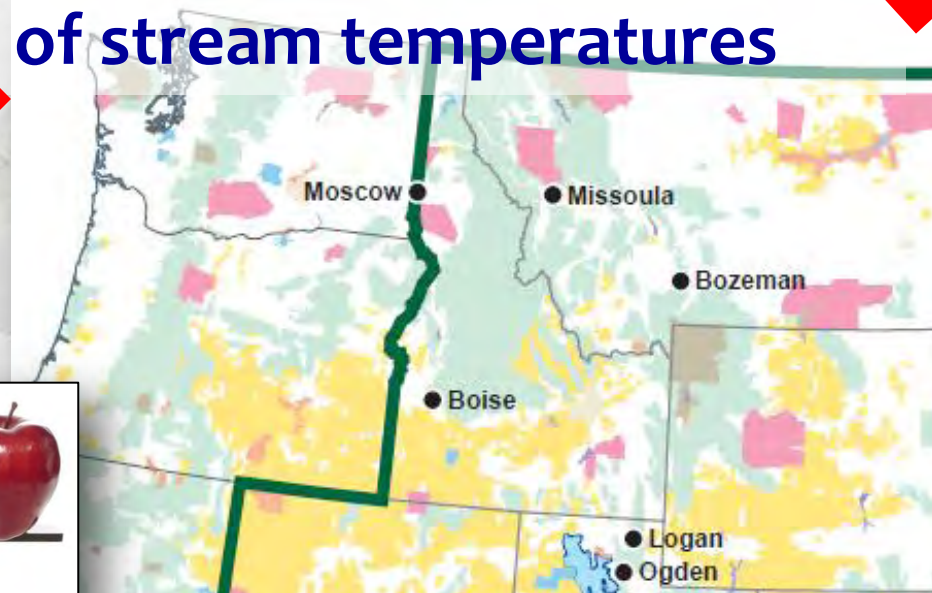 of stream temperatures
Moscow
Missoula
Bozeman
Boise
Logan
Ogden